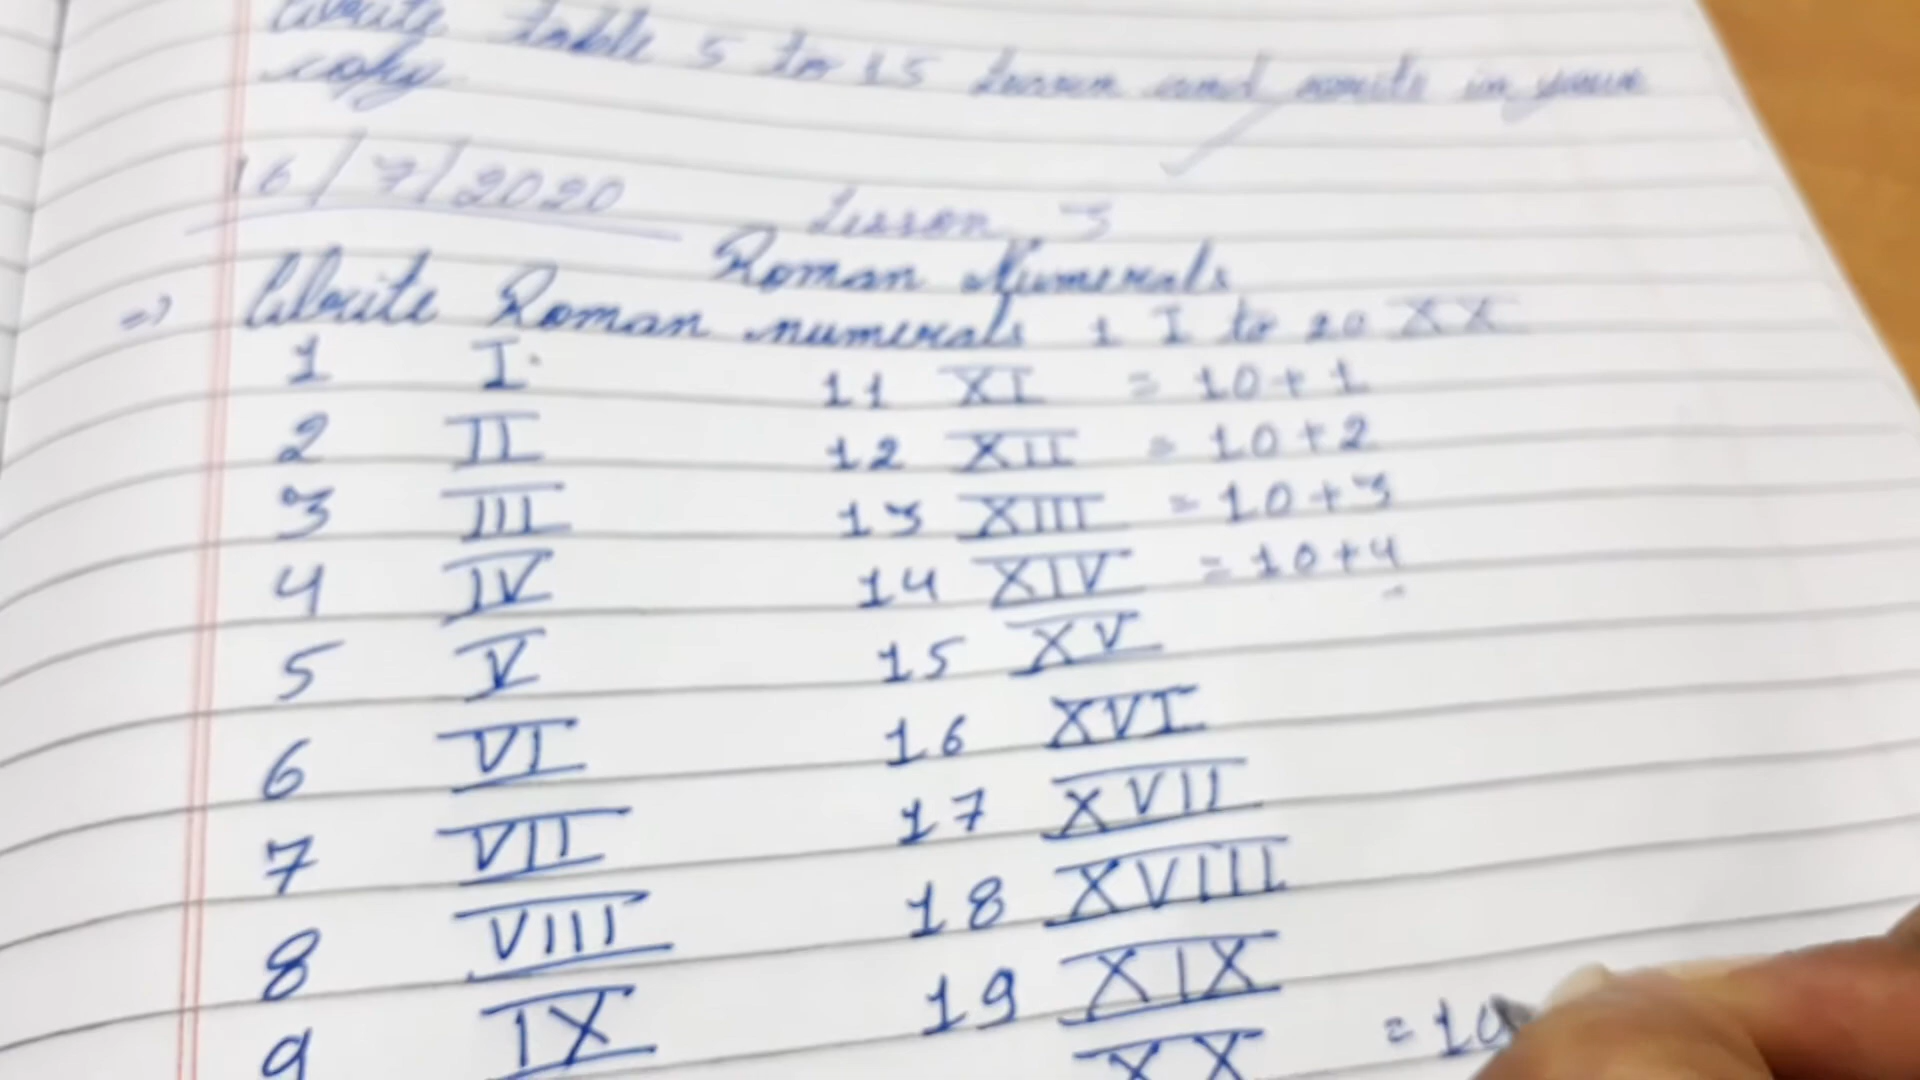 Write table 5 to 15 Learn and write in your
copy
16/7/2020 Lesson 3
Roman Numerals
=> Write Roman numerals 1 I to 20 XX
1 I 11 XI = 10+1
2 II 12 XII = 10+2
3 III 13 XIII = 10+3
4 IV 14 XIV = 10+4
5 V 15 XV
6 VI 16 XVI
7 VII 17 XVII
8 VIII 18 XVIII
9 IX 19 XIX
XX = 10